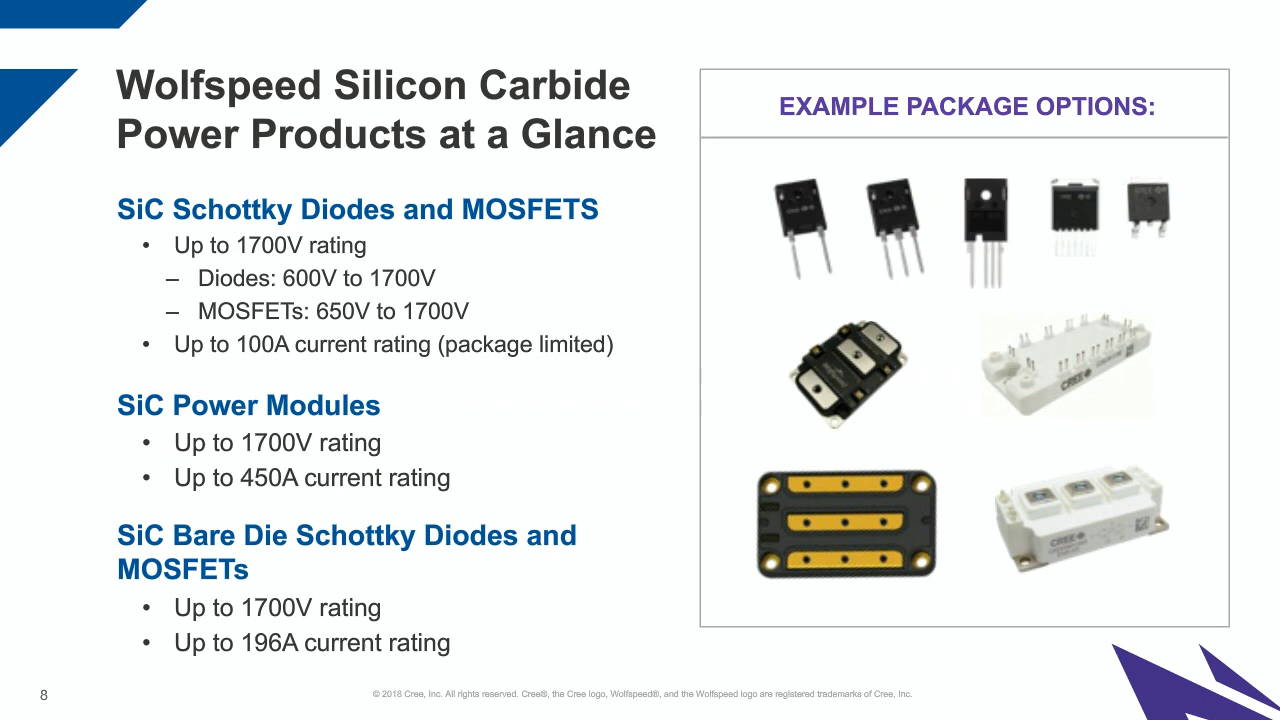 Wolfspeed Silicon Carbide
Power Products at a Glance
SiC Schottky Diodes and MOSFETS
• Up to 1700V rating
– Diodes: 600V to 1700V
– MOSFETs: 650V to 1700V
• Up to 100A current rating (package limited)
SiC Power Modules
• Up to 1700V rating
• Up to 450A current rating
SiC Bare Die Schottky Diodes and
MOSFETs
• Up to 1700V rating
• Up to 196A current rating
EXAMPLE PACKAGE OPTIONS:
CREE
CREE
8
© 2018 Cree, Inc. All rights reserved. Cree®, the Cree logo, Wolfspeed®, and the Wolfspeed logo are registered trademarks of Cree, Inc.